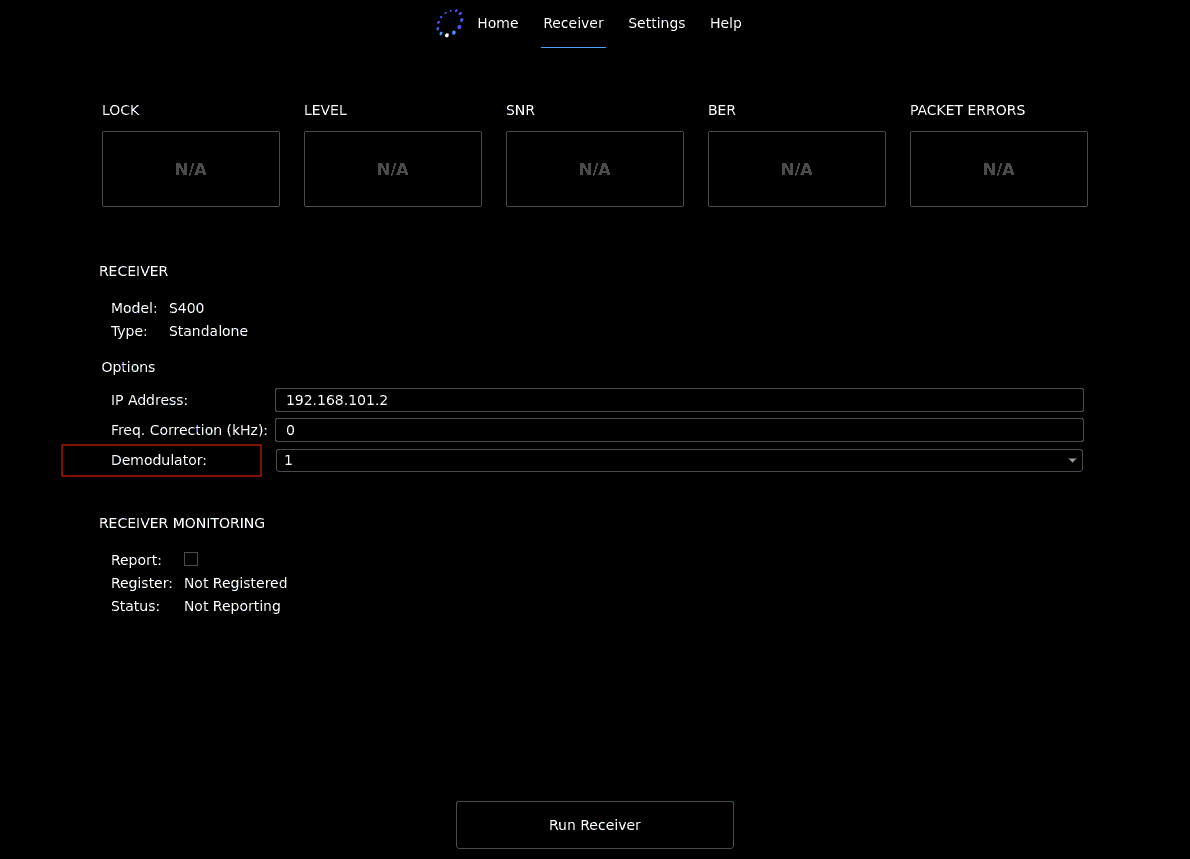 Home Receiver Settings Help
LOCK LEVEL SNR BER PACKET ERRORS
N/A N/A N/A N/A N/A
RECEIVER
Model: S400
Type: Standalone
Options
IP Address: 192.168.101.2
Freq. Correction (kHz): 0
Demodulator: 1
RECEIVER MONITORING
Report:
Register: Not Registered
Status: Not Reporting
Run Receiver